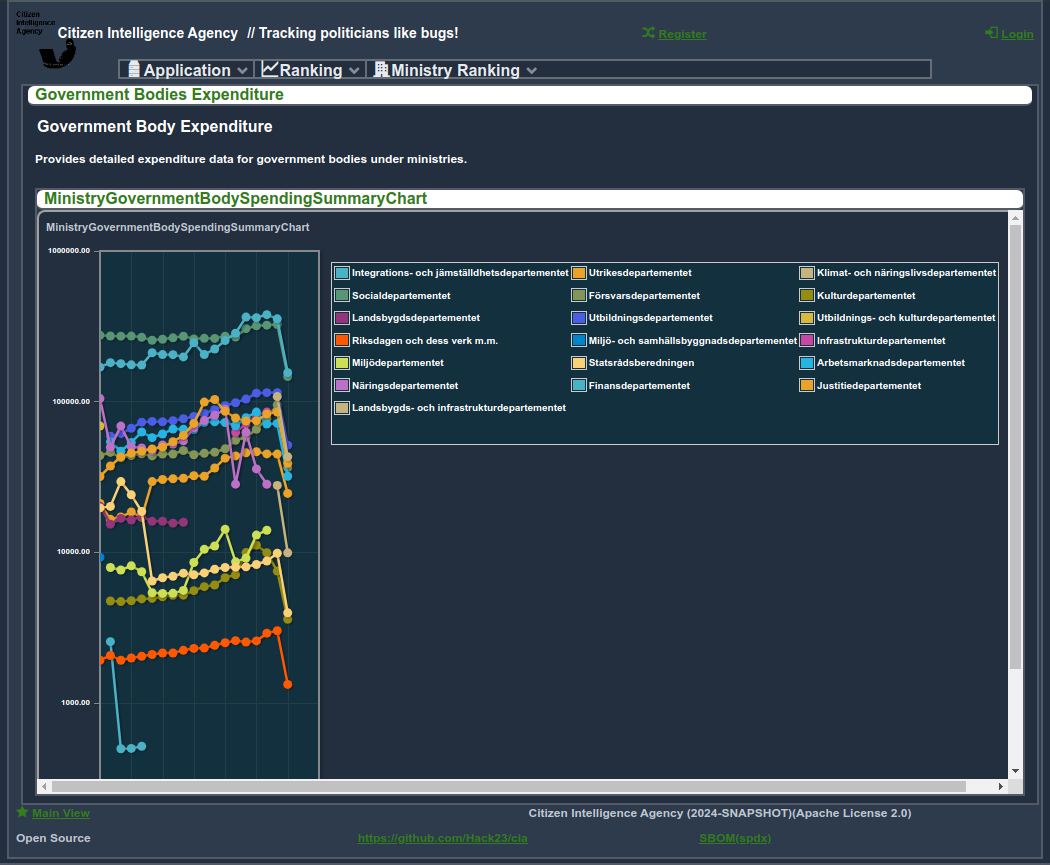 Citizen
Intelligence
Agency
Citizen Intelligence Agency // Tracking politicians like bugs!
Register
Login
Application
Ranking
Ministry Ranking
Government Bodies Expenditure
Government Body Expenditure
Provides detailed expenditure data for government bodies under ministries.
MinistryGovernmentBodySpendingSummaryChart
MinistryGovernmentBodySpendingSummaryChart
1000000.00
100000.00
10000.00
1000.00
Integrations- och jämställdhetsdepartementet Utrikesdepartementet Klimat- och näringslivsdepartementet
Socialdepartementet Försvarsdepartementet Kulturdepartementet
Landsbygdsdepartementet Utbildningsdepartementet Utbildnings- och kulturdepartementet
Riksdagen och dess verk m.m. Miljö- och samhällsbyggnadsdepartementet Infrastrukturdepartementet
Miljödepartementet Statsrådsberedningen Arbetsmarknadsdepartementet
Näringsdepartementet Finansdepartementet Justitiedepartementet
Landsbygds- och infrastrukturdepartementet
Main View
Citizen Intelligence Agency (2024-SNAPSHOT)(Apache License 2.0)
Open Source
https://github.com/Hack23/cia
SBOM(spdx)